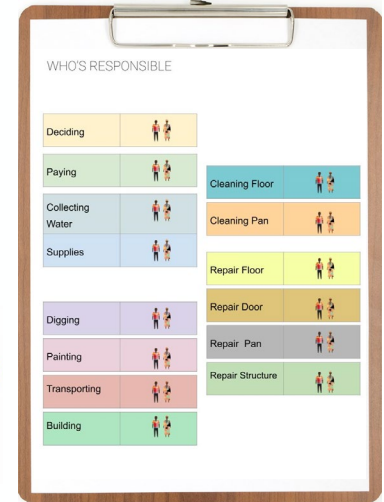 WHO'S RESPONSIBLE
Deciding
Paying
Collecting
Water
Supplies
Digging
Painting
Transporting
Building
Cleaning Floor
Cleaning Pan
Repair Floor
Repair Door
Repair Pan
Repair Structure